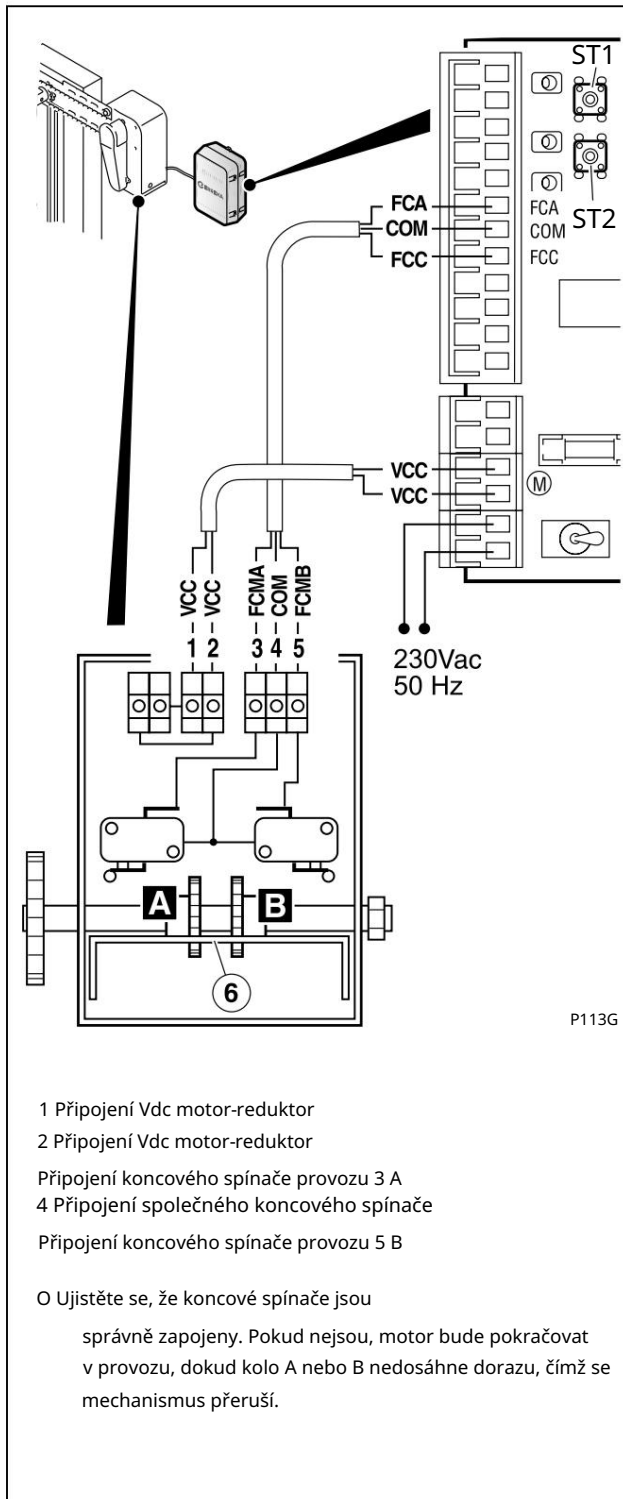 ST1
ST2
FCA
COM
FCC
FCA
COM
FCC
VCC
VCC
M
VCC
VCC
FCMA
COM
FCMB
1 2 3 4 5
230Vac
50 Hz
A
B
6
P113G
1 Připojení Vdc motor-reduktor
2 Připojení Vdc motor-reduktor
Připojení koncového spínače provozu 3 A
4 Připojení společného koncového spínače
Připojení koncového spínače provozu 5 B
O Ujistěte se, že koncové spínače jsou
správně zapojeny. Pokud nejsou, motor bude pokračovat
v provozu, dokud kolo A nebo B nedosáhne dorazu, čímž se
mechanismus přeruší.